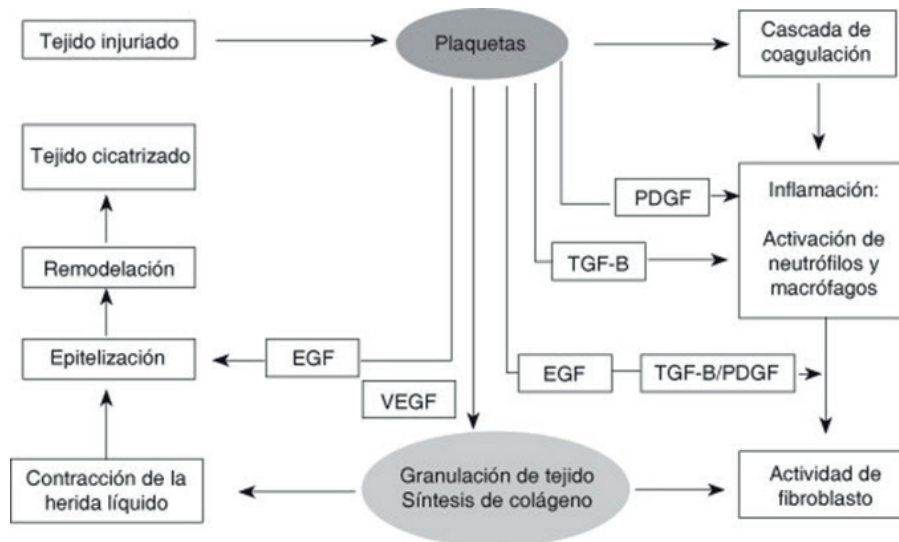 Tejido injuriado
Plaquetas
Cascada de
coagulación
Tejido cicatrizado
PDGF
Inflamación:
Activación de
neutrófilos y
macrófagos
TGF-B
Remodelación
Epitelización
EGF
EGF
TGF-B/PDGF
VEGF
Contracción de la
herida líquido
Granulación de tejido
Síntesis de colágeno
Actividad de
fibroblasto